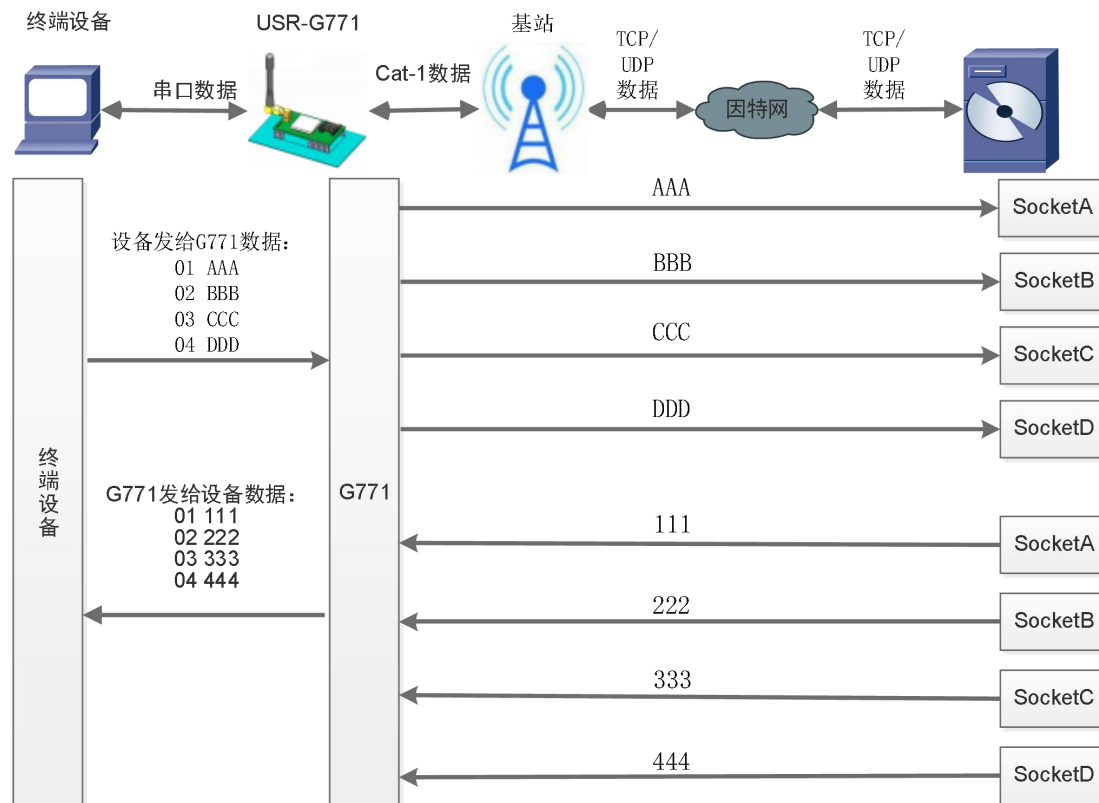 终端设备
USR-G771
基站
串口数据
Cat-1数据
TCP/
UDP
数据
因特网
TCP/
UDP
数据
设备发给G771数据：
01 AAA
02 BBB
03 CCC
04 DDD
AAA
SocketA
BBB
SocketB
CCC
SocketC
DDD
SocketD
终端设备
G771
G771发给设备数据：
01 111
02 222
03 333
04 444
111
SocketA
222
SocketB
333
SocketC
444
SocketD